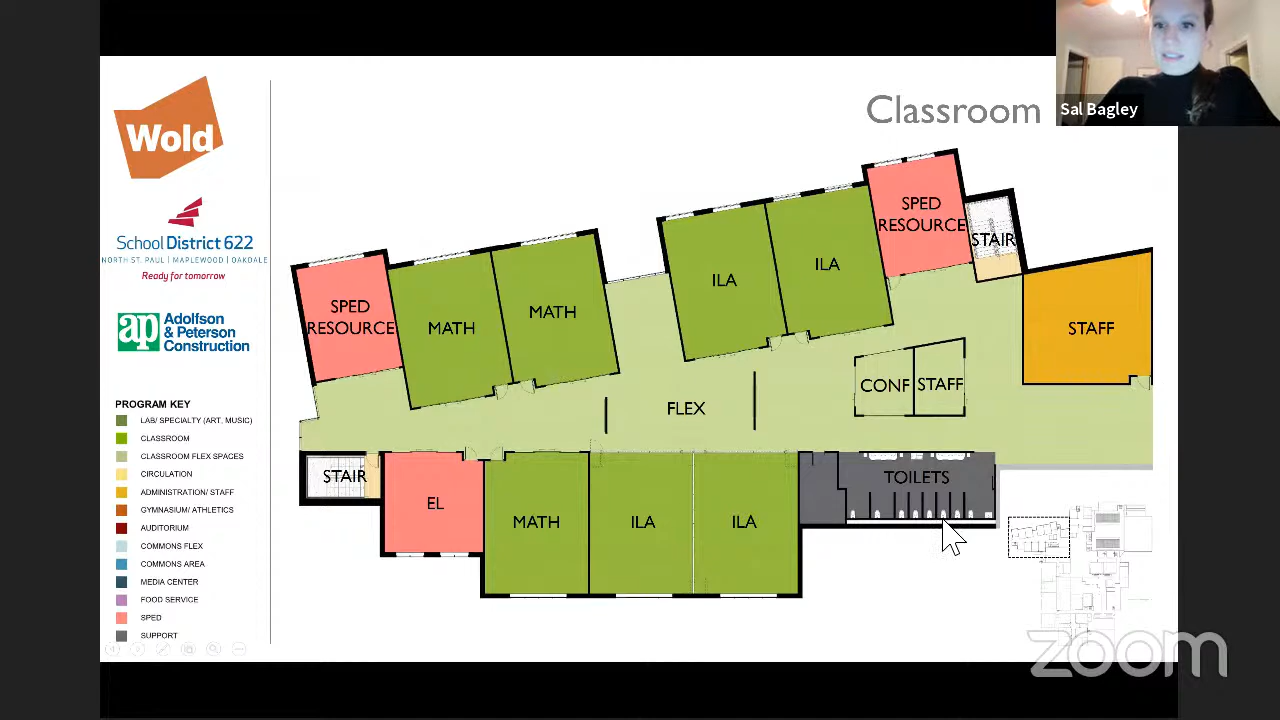 Sal Bagley
Classroom
Wold
School District 622
NORTH ST. PAUL | MAPLEWOOD | OAKDALE
Ready for tomorrow
ap Adolfson
& Peterson
Construction
PROGRAM KEY
LAB/ SPECIALTY (ART, MUSIC)
CLASSROOM
CLASSROOM FLEX SPACES
CIRCULATION
ADMINISTRATION/ STAFF
GYMNASIUM/ ATHLETICS
AUDITORIUM
COMMONS FLEX
COMMONS AREA
MEDIA CENTER
FOOD SERVICE
SPED
SUPPORT
SPED
RESOURCE
MATH
MATH
ILA
ILA
SPED
RESOURCE
STAIR
STAFF
CONF
STAFF
FLEX
STAIR
EL
MATH
ILA
ILA
TOILETS
zoom